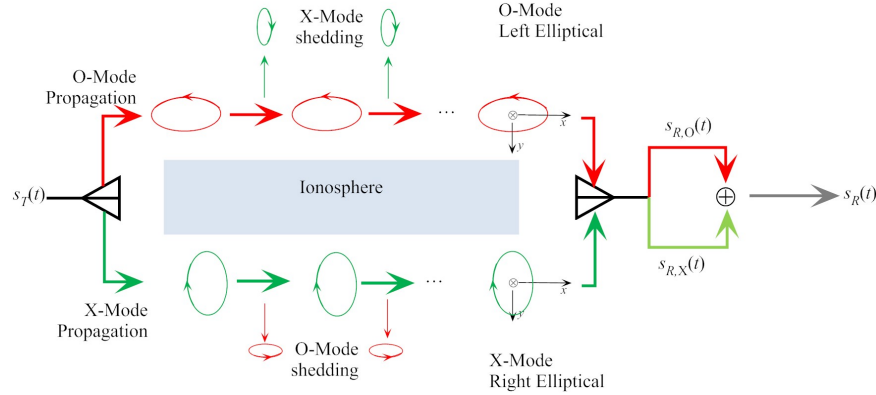 X-Mode
shedding
O-Mode
Left Elliptical
O-Mode
Propagation
...
x
y
s_{R,O}(t)
s_T(t)
Ionosphere
s_R(t)
s_{R,X}(t)
...
x
y
X-Mode
Propagation
O-Mode
shedding
X-Mode
Right Elliptical